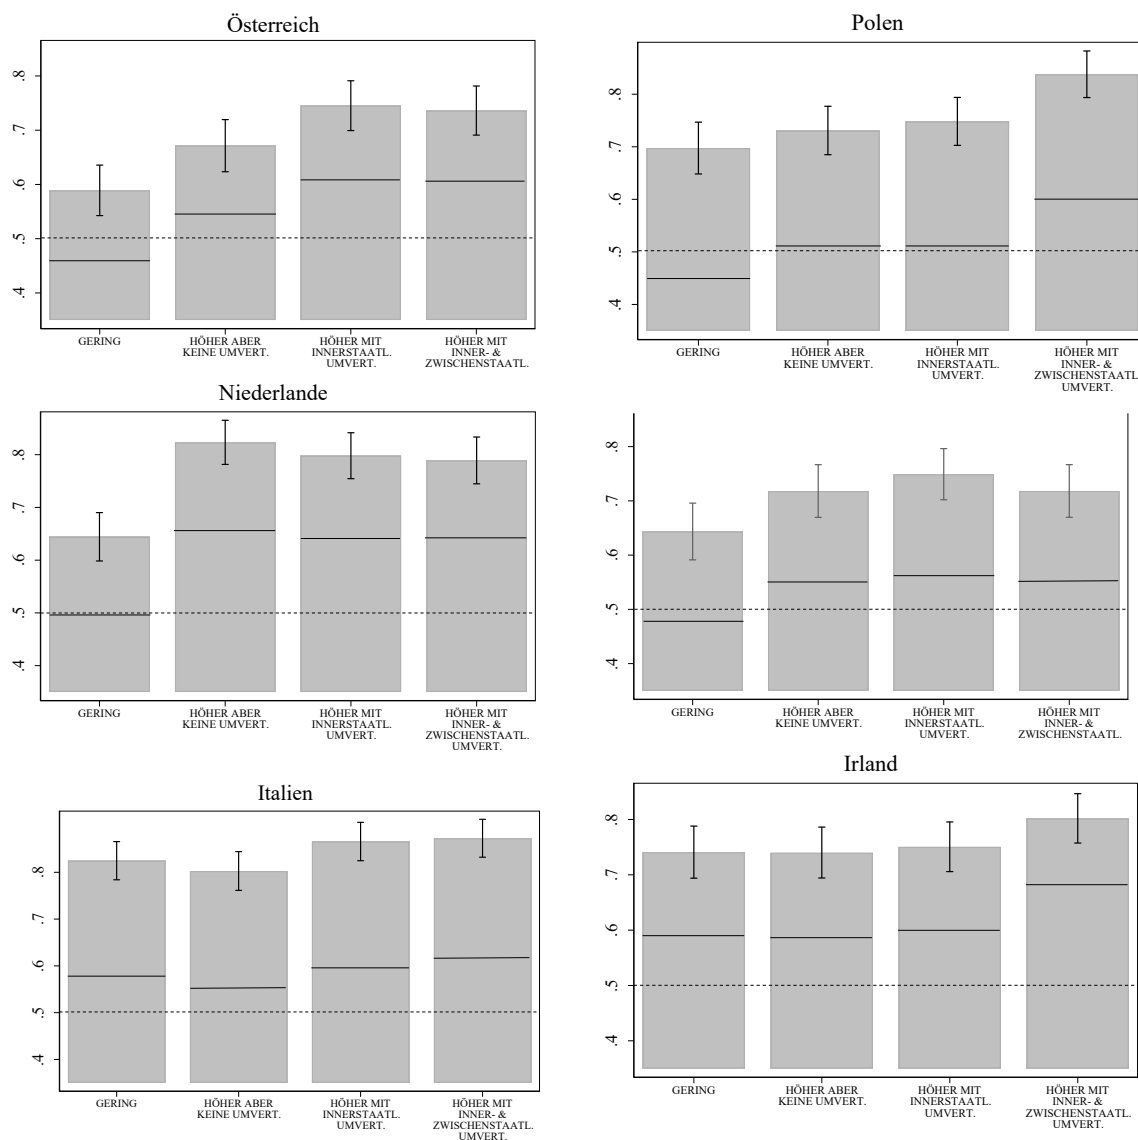 Österreich
.8
.7
.6
.5
.4
GERING
HÖHER ABER
KEINE UMVERT.
HÖHER MIT
INNERSTAATL.
UMVERT.
HÖHER MIT
INNER- &
ZWISCHENSTAATL.
Polen
.8
.7
.6
.5
.4
GERING
HÖHER ABER
KEINE UMVERT.
HÖHER MIT
INNERSTAATL.
UMVERT.
HÖHER MIT
INNER- &
ZWISCHENSTAATL.
UMVERT.
Niederlande
.8
.7
.6
.5
.4
GERING
HÖHER ABER
KEINE UMVERT.
HÖHER MIT
INNERSTAATL.
UMVERT.
HÖHER MIT
INNER- &
ZWISCHENSTAATL.
UMVERT.
.8
.7
.6
.5
.4
GERING
HÖHER ABER
KEINE UMVERT.
HÖHER MIT
INNERSTAATL.
UMVERT.
HÖHER MIT
INNER- &
ZWISCHENSTAATL.
Italien
.8
.7
.6
.5
.4
GERING
HÖHER ABER
KEINE UMVERT.
HÖHER MIT
INNERSTAATL.
UMVERT.
HÖHER MIT
INNER- &
ZWISCHENSTAATL.
UMVERT.
Irland
.8
.7
.6
.5
.4
GERING
HÖHER ABER
KEINE UMVERT.
HÖHER MIT
INNERSTAATL.
UMVERT.
HÖHER MIT
INNER- &
ZWISCHENSTAATL.
UMVERT.